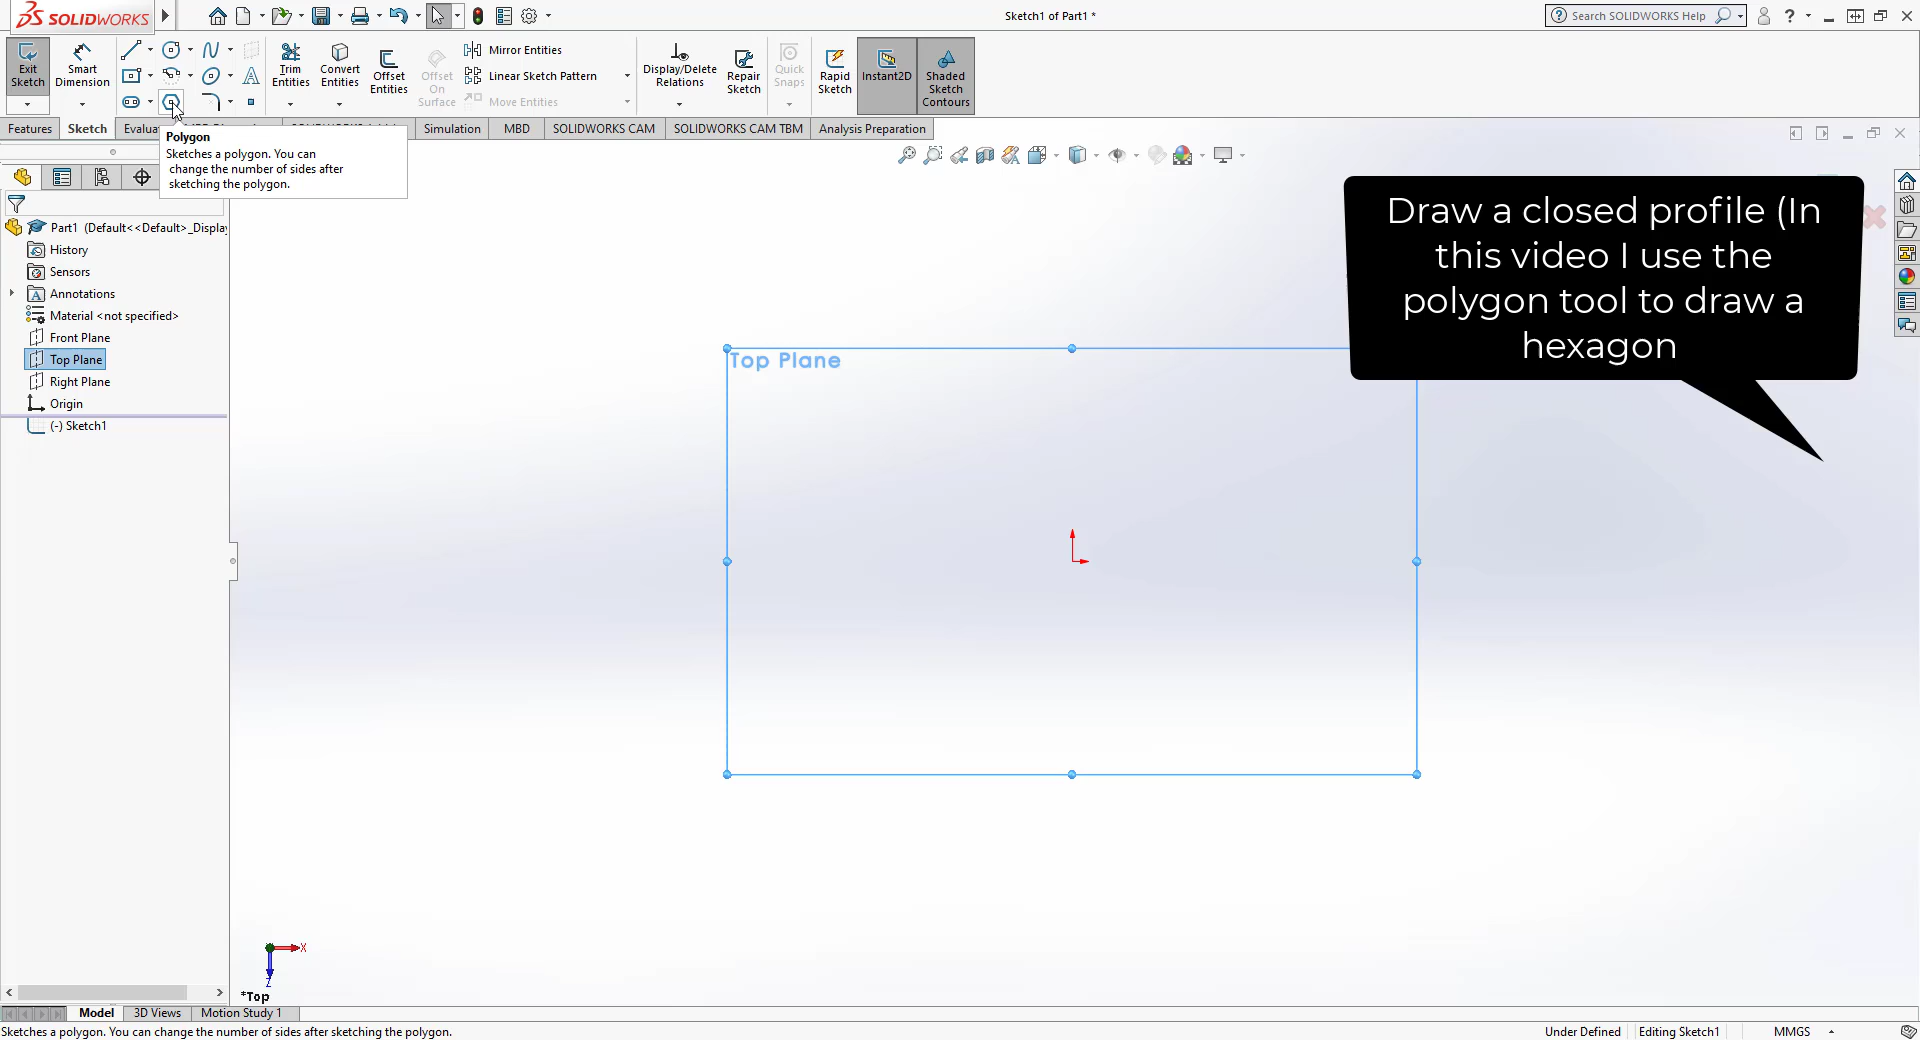 SOLIDWORKS
Sketch1 of Part1 *
Search SOLIDWORKS Help
Exit Sketch
Smart Dimension
Trim Entities
Convert Entities
Offset Entities
Offset On Surface
Mirror Entities
Linear Sketch Pattern
Move Entities
Display/Delete Relations
Repair Sketch
Quick Snaps
Rapid Sketch
Instant2D
Shaded Sketch Contours
Features
Sketch
Simulation
MBD
SOLIDWORKS CAM
SOLIDWORKS CAM TBM
Analysis Preparation
Polygon
Sketches a polygon. You can
change the number of sides after
sketching the polygon.
Part1 (Default<<Default>_Display
History
Sensors
Annotations
Material <not specified>
Front Plane
Top Plane
Right Plane
Origin
(-) Sketch1
Top Plane
Draw a closed profile (In
this video I use the
polygon tool to draw a
hexagon
X
Z
*Top
Model
3D Views
Motion Study 1
Sketches a polygon. You can change the number of sides after sketching the polygon.
Under Defined
Editing Sketch1
MMGS